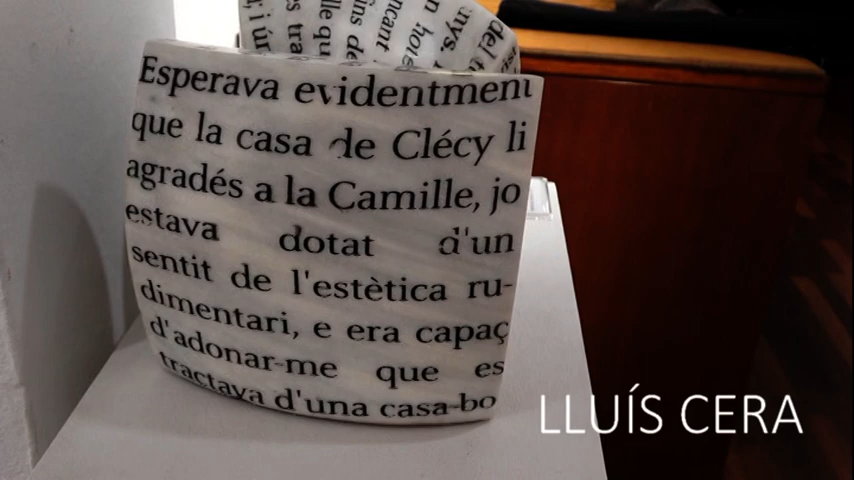 Esperava evidentment
que la casa de Clécy li
agradés a la Camille, jo
estava dotat d'un
sentit de l'estètica ru-
dimentari, e era capaç
d'adonar-me que es
tractava d'una casa bo
LLUÍS CERA